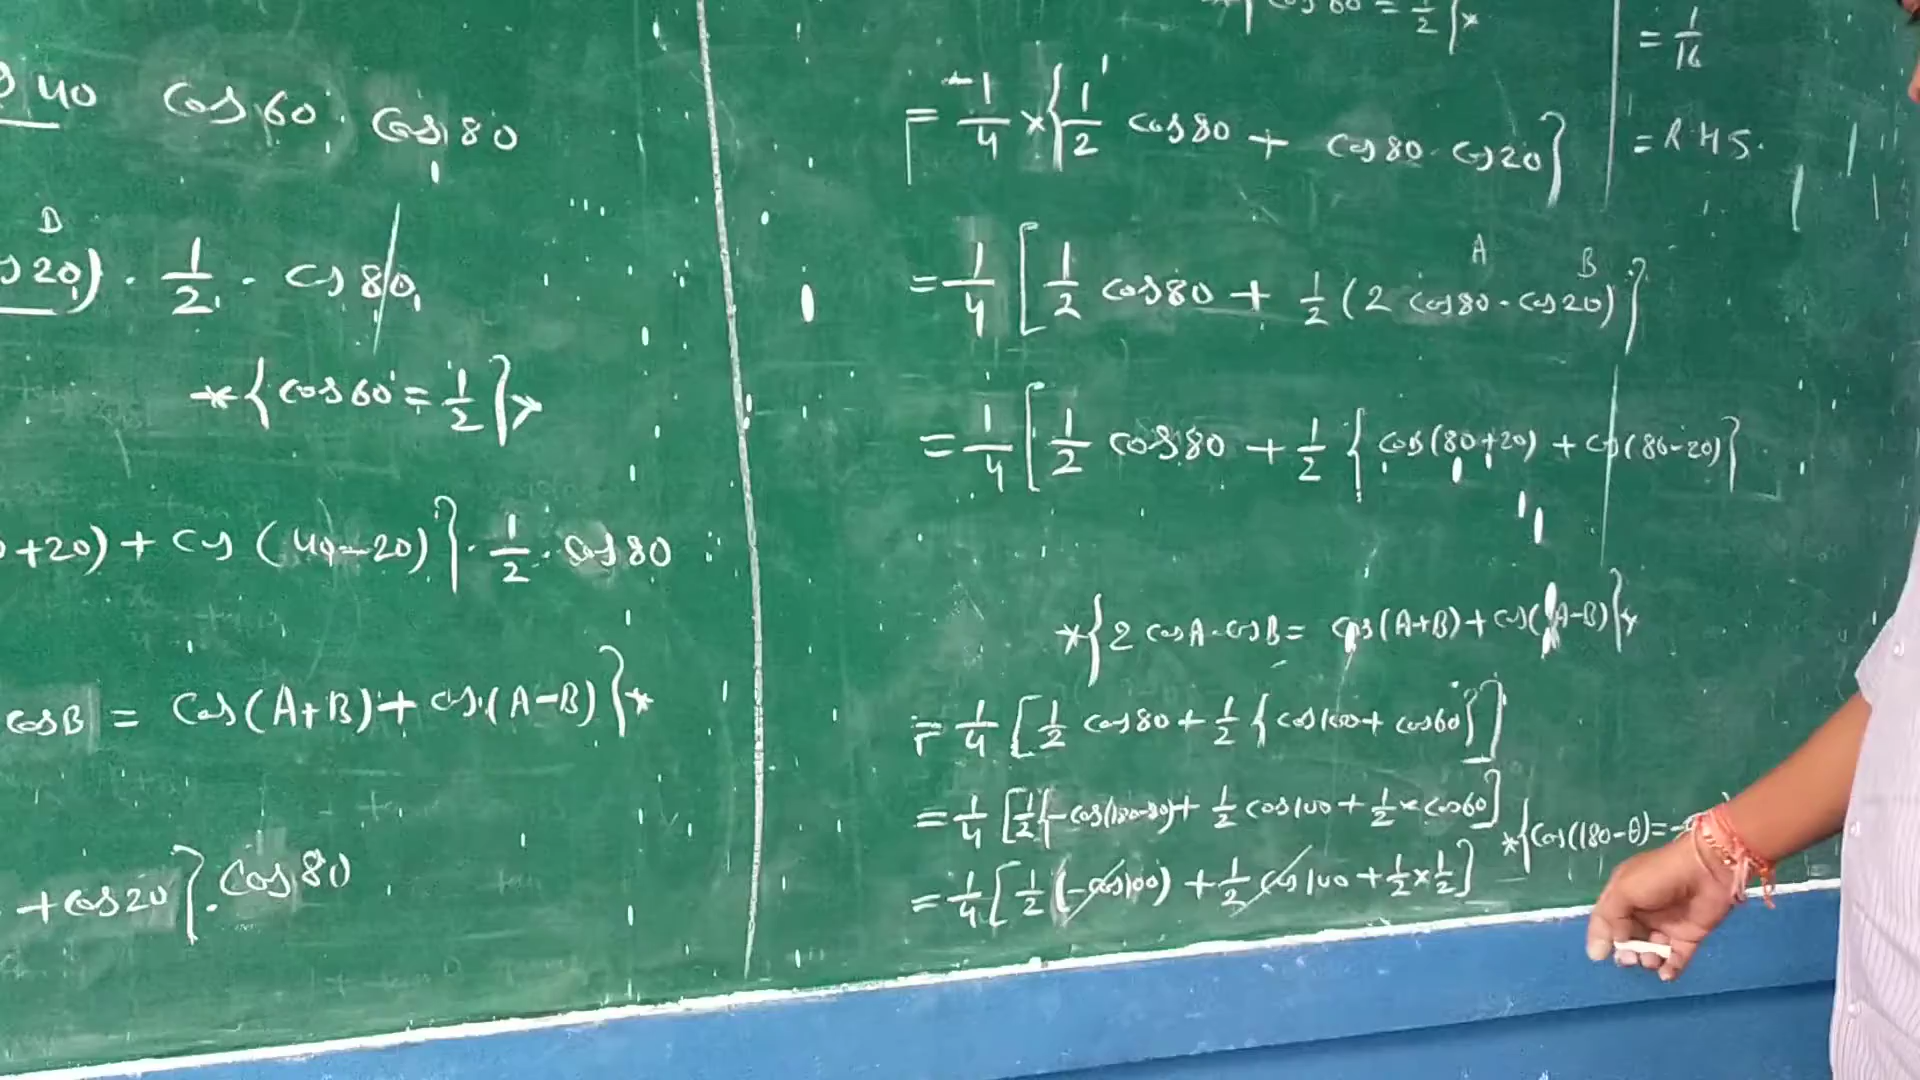 40 cos 60 . cos 80
D
20) . 1/2 . cos 80
*{cos 60 = 1/2}*
+20) + cos (40-20)} . 1/2 . cos 80
cosB = cos(A+B) + cos(A-B)}*
+ cos 20} . cos 80
cos 60 = 1/2}*
= 1/4 × {1/2 cos 80 + cos 80 . cos 20}
A B
= 1/4 [1/2 cos 80 + 1/2 (2 cos 80 . cos 20)]
= 1/4 [1/2 cos 80 + 1/2 {cos(80+20) + cos(80-20)}
*{2 cosA . cosB = cos(A+B) + cos(A-B)}*
= 1/4 [1/2 cos 80 + 1/2 {cos 100 + cos 60}]
= 1/4 [1/2 {-cos(180-80) + 1/2 cos 100 + 1/2 × cos 60]
*{cos(180-θ) = -
= 1/4 [1/2 (-cos 100) + 1/2 cos 100 + 1/2 × 1/2]
= 1/16
= R.H.S.